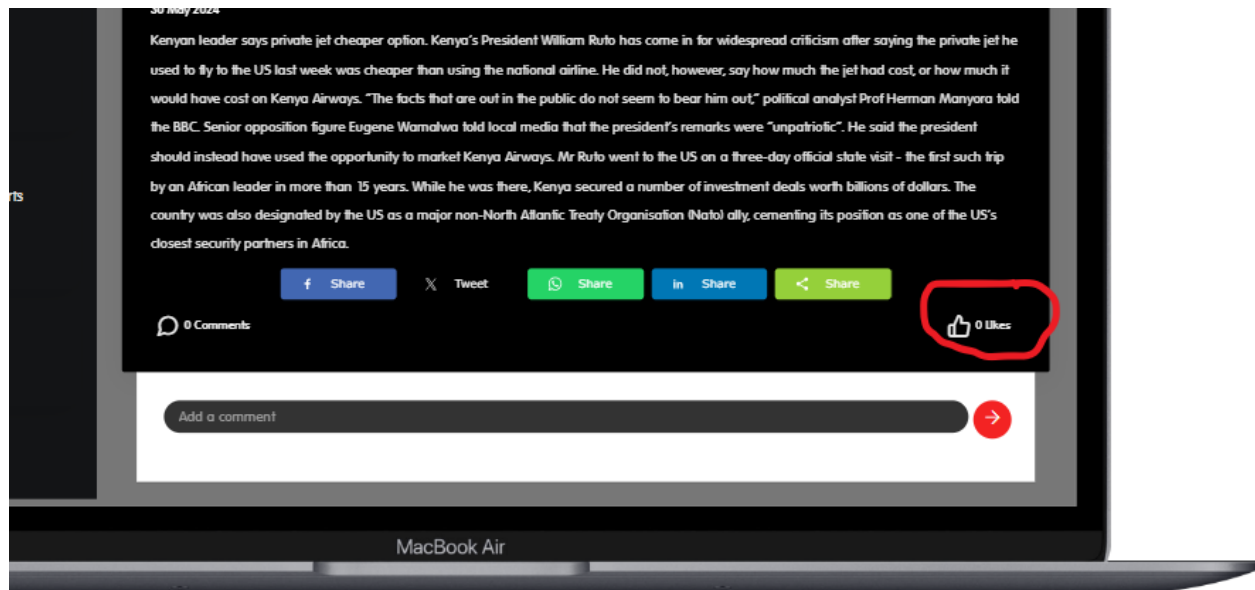 30 May 2024
Kenyan leader says private jet cheaper option. Kenya's President William Ruto has come in for widespread criticism after saying the private jet he
used to fly to the US last week was cheaper than using the national airline. He did not, however, say how much the jet had cost, or how much it
would have cost on Kenya Airways. "The facts that are out in the public do not seem to bear him out," political analyst Prof Herman Manyora told
the BBC. Senior opposition figure Eugene Wamalwa told local media that the president's remarks were "unpatriotic". He said the president
should instead have used the opportunity to market Kenya Airways. Mr Ruto went to the US on a three-day official state visit - the first such trip
by an African leader in more than 15 years. While he was there, Kenya secured a number of investment deals worth billions of dollars. The
rts
country was also designated by the US as a major non-North Atlantic Treaty Organisation (Nato) ally, cementing its position as one of the US's
closest security partners in Africa.
f Share X Tweet Share in Share Share
0 Comments 0 Likes
Add a comment
MacBook Air